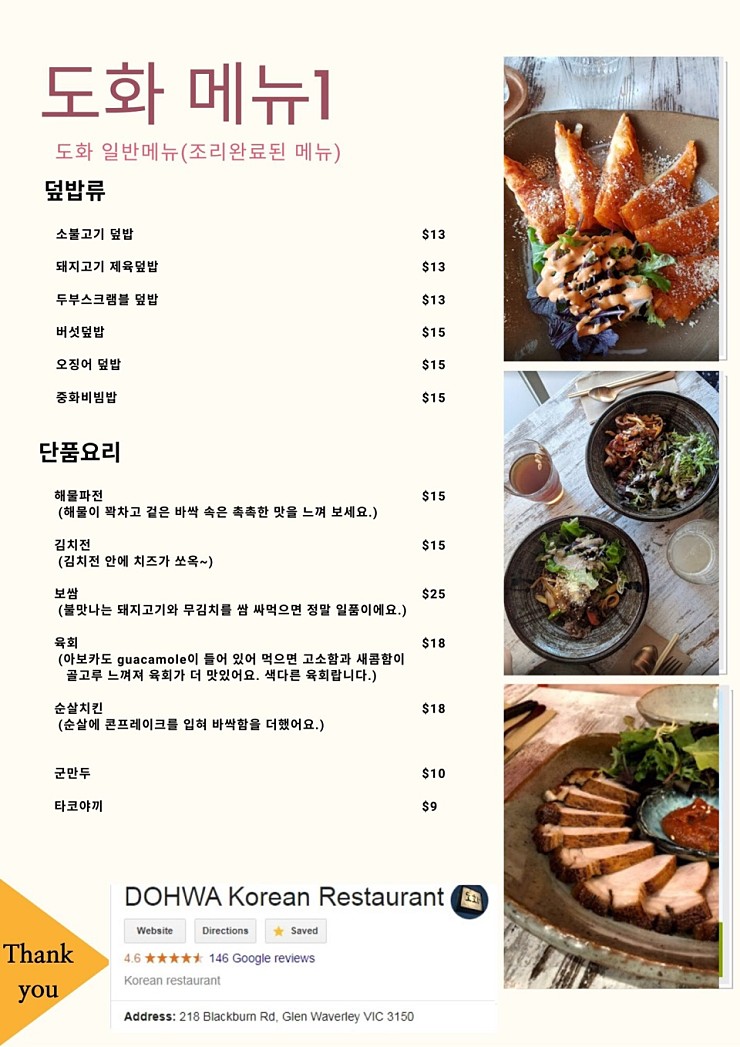 도화 메뉴1
도화 일반메뉴(조리완료된 메뉴)
덮밥류
소불고기 덮밥 $13
돼지고기 제육덮밥 $13
두부스크램블 덮밥 $13
버섯덮밥 $15
오징어 덮밥 $15
중화비빔밥 $15
단품요리
해물파전 $15
(해물이 꽉차고 겉은 바싹 속은 촉촉한 맛을 느껴 보세요.)
김치전 $15
(김치전 안에 치즈가 쏘옥~)
보쌈 $25
(불맛나는 돼지고기와 무김치를 쌈 싸먹으면 정말 일품이에요.)
육회 $18
(아보카도 guacamole이 들어 있어 먹으면 고소함과 새콤함이
골고루 느껴져 육회가 더 맛있어요. 색다른 육회랍니다.)
순살치킨 $18
(순살에 콘프레이크를 입혀 바싹함을 더했어요.)
군만두 $10
타코야끼 $9
Thank
you
DOHWA Korean Restaurant
Website Directions Saved
4.6 146 Google reviews
Korean restaurant
Address: 218 Blackburn Rd, Glen Waverley VIC 3150